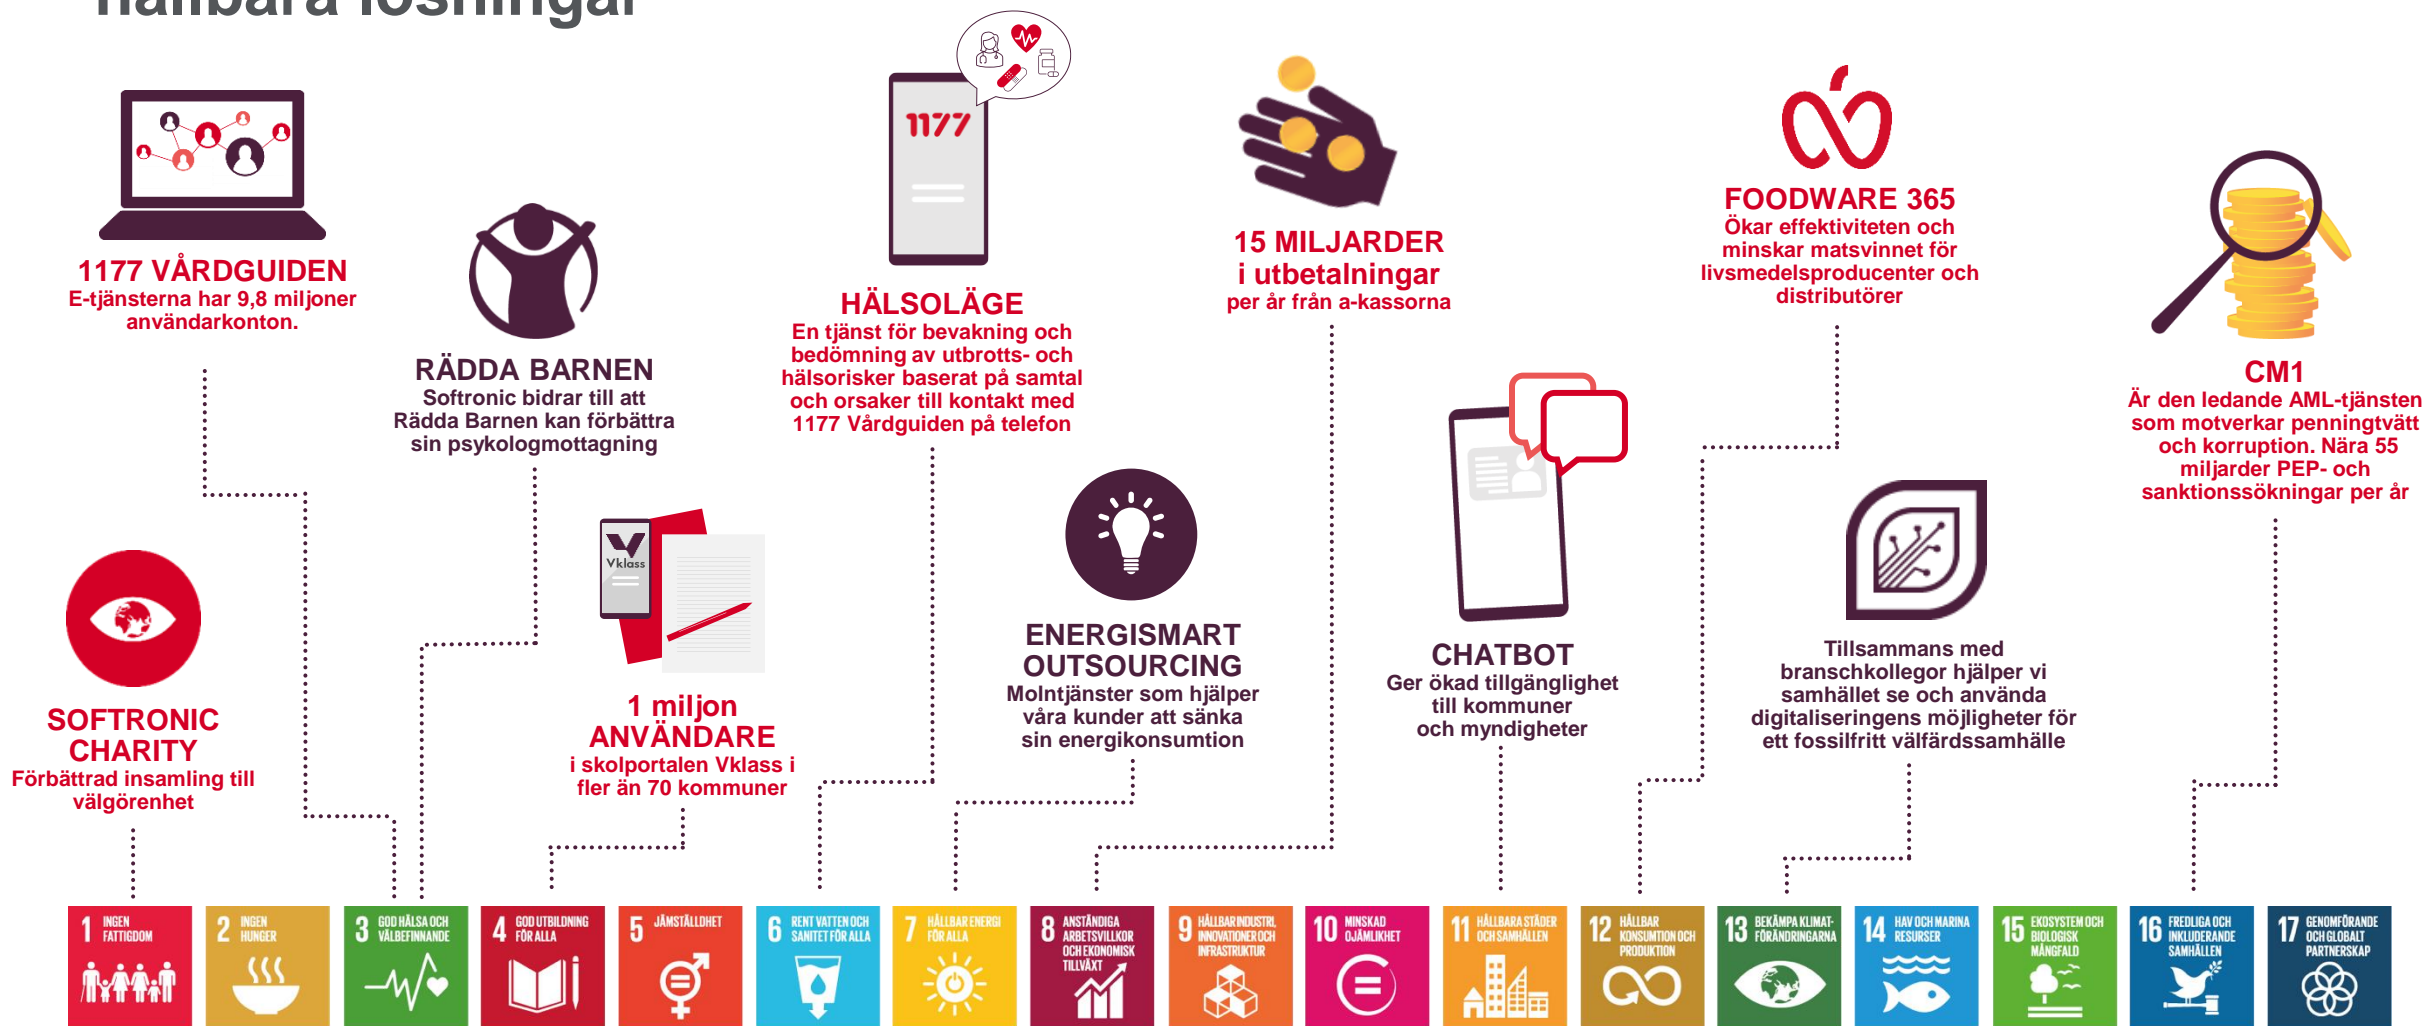 hållbara lösningar
1177 VÅRDGUIDEN
E-tjänsterna har 9,8 miljoner
användarkonton.
RÄDDA BARNEN
Softronic bidrar till att
Rädda Barnen kan förbättra
sin psykologmottagning
1177
HÄLSOLÄGE
En tjänst för bevakning och
bedömning av utbrotts- och
hälsorisker baserat på samtal
och orsaker till kontakt med
1177 Vårdguiden på telefon
15 MILJARDER
i utbetalningar
per år från a-kassorna
FOODWARE 365
Ökar effektiviteten och
minskar matsvinnet för
livsmedelsproducenter och
distributörer
CM1
Är den ledande AML-tjänsten
som motverkar penningtvätt
och korruption. Nära 55
miljarder PEP- och
sanktionssökningar per år
SOFTRONIC
CHARITY
Förbättrad insamling till
välgörenhet
Vklass
1 miljon
ANVÄNDARE
i skolportalen Vklass i
fler än 70 kommuner
ENERGISMART
OUTSOURCING
Molntjänster som hjälper
våra kunder att sänka
sin energikonsumtion
CHATBOT
Ger ökad tillgänglighet
till kommuner
och myndigheter
Tillsammans med
branschkollegor hjälper vi
samhället se och använda
digitaliseringens möjligheter för
ett fossilfritt välfärdssamhälle
1 INGEN
FATTIGDOM
2 INGEN
HUNGER
3 GOD HÄLSA OCH
VÄLBEFINNANDE
4 GOD UTBILDNING
FÖR ALLA
5 JÄMSTÄLLDHET
6 RENT VATTEN OCH
SANITET FÖR ALLA
7 HÅLLBAR ENERGI
FÖR ALLA
8 ANSTÄNDIGA
ARBETSVILLKOR
OCH EKONOMISK
TILLVÄXT
9 HÅLLBAR INDUSTRI,
INNOVATIONER OCH
INFRASTRUKTUR
10 MINSKAD
OJÄMLIKHET
11 HÅLLBARA STÄDER
OCH SAMHÄLLEN
12 HÅLLBAR
KONSUMTION OCH
PRODUKTION
13 BEKÄMPA KLIMAT-
FÖRÄNDRINGARNA
14 HAV OCH MARINA
RESURSER
15 EKOSYSTEM OCH
BIOLOGISK
MÅNGFALD
16 FREDLIGA OCH
INKLUDERANDE
SAMHÄLLEN
17 GENOMFÖRANDE
OCH GLOBALT
PARTNERSKAP